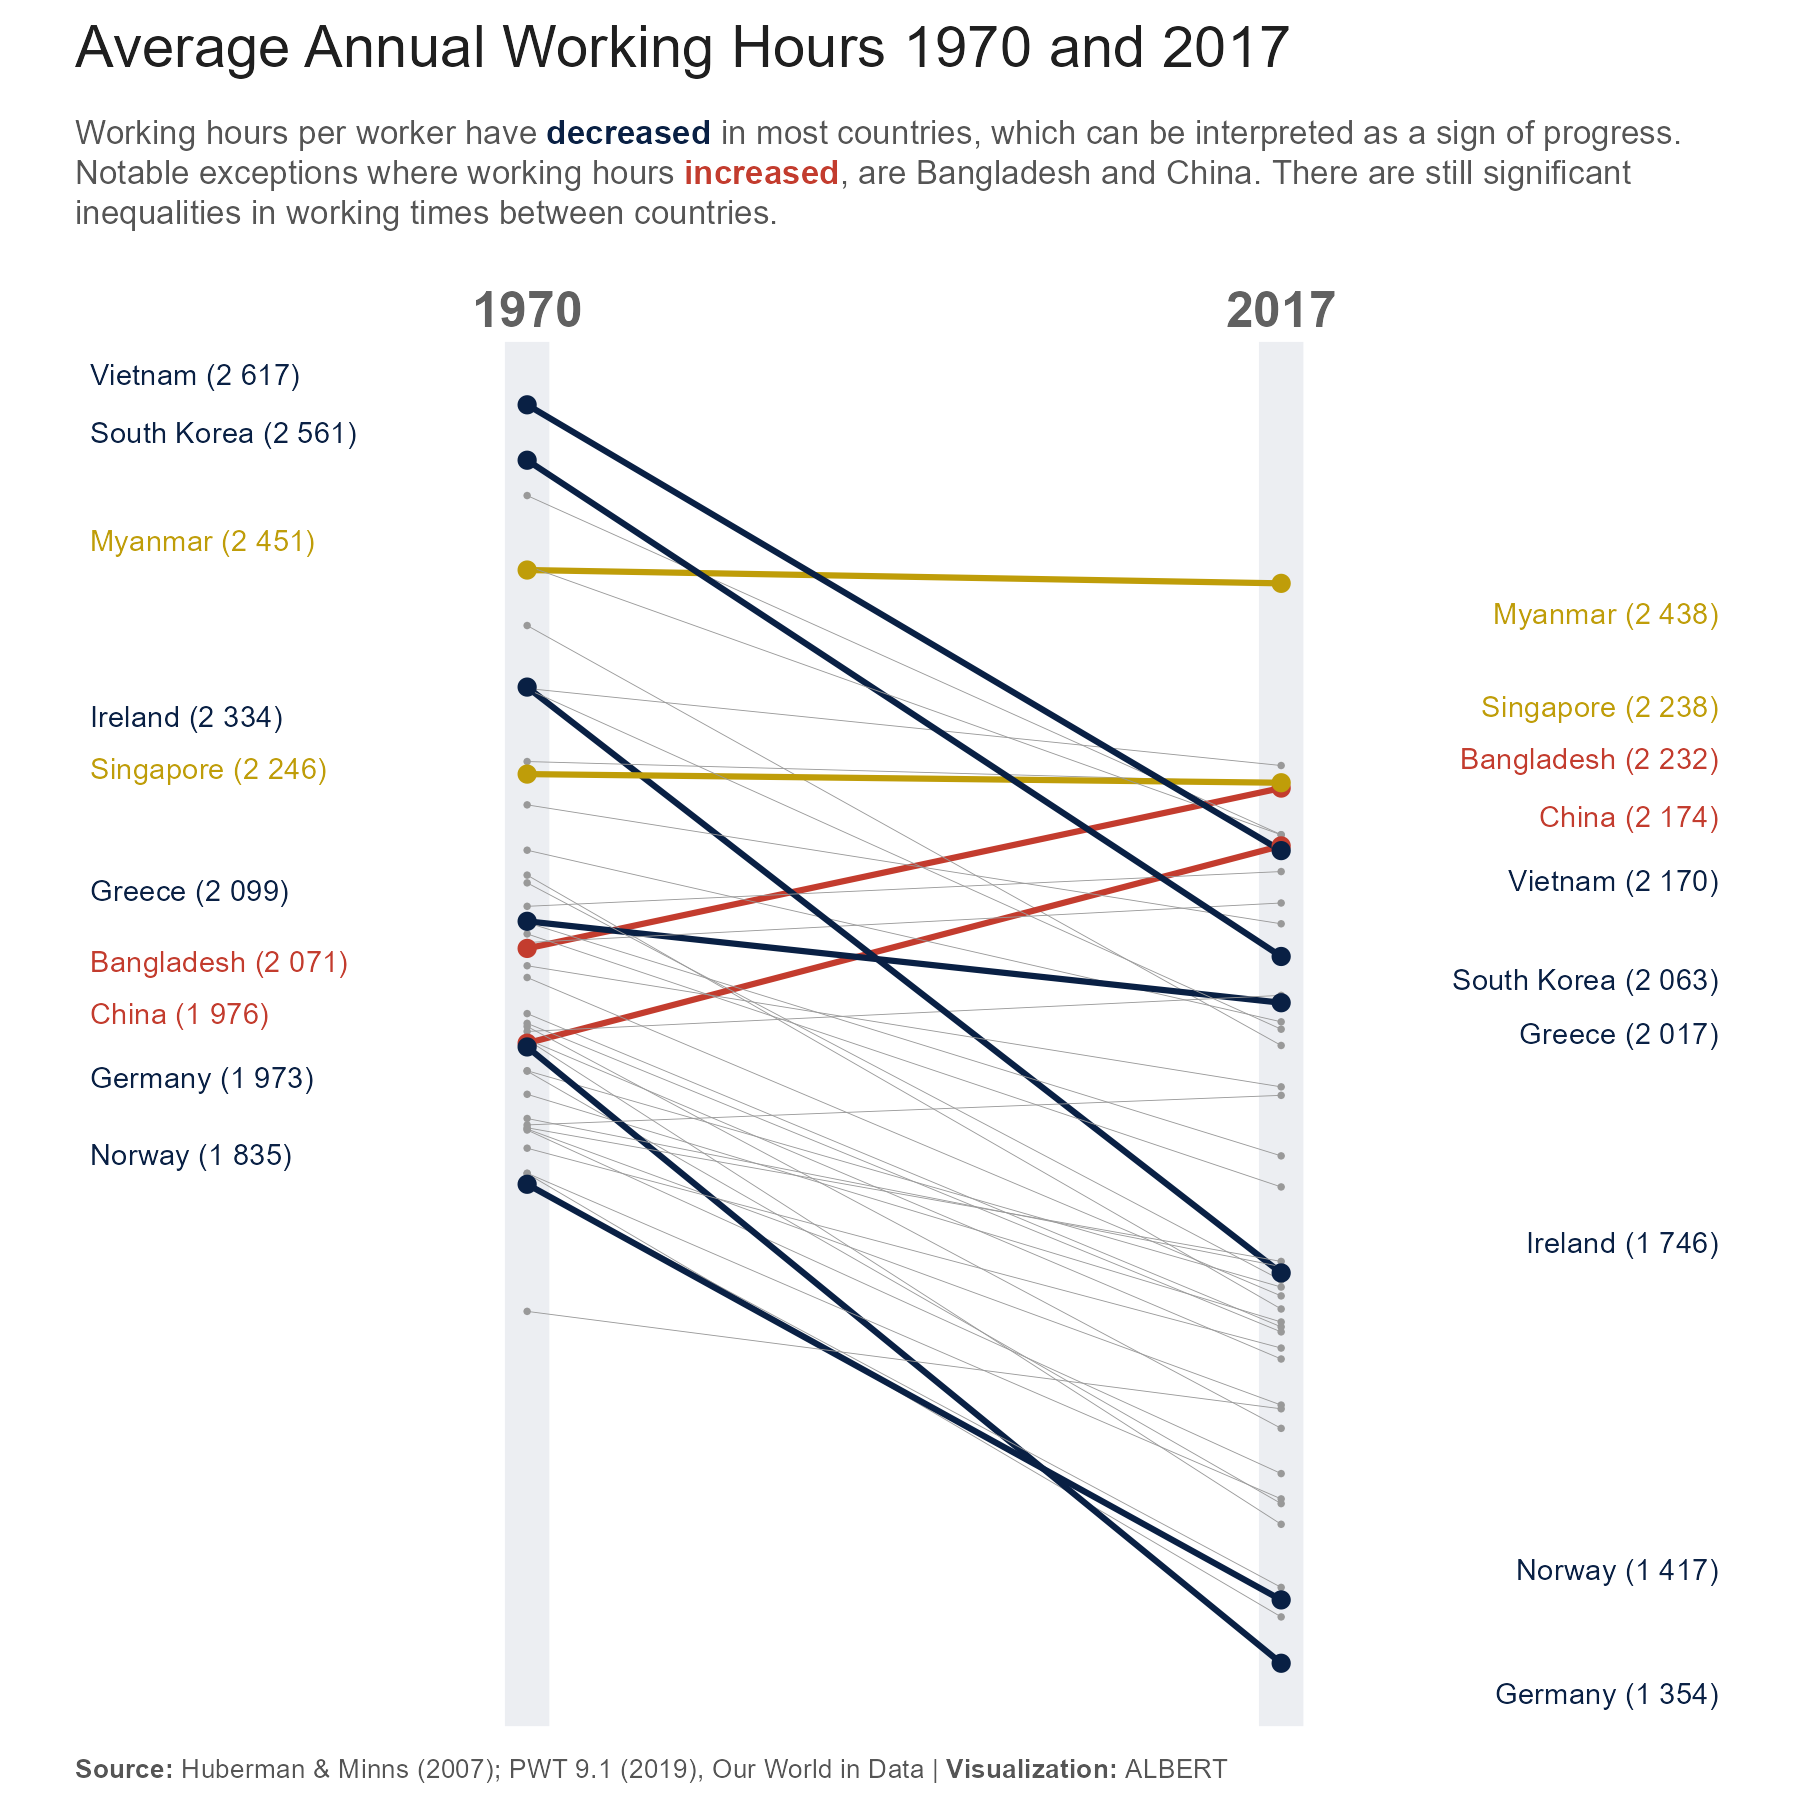 Average Annual Working Hours 1970 and 2017
Working hours per worker have decreased in most countries, which can be interpreted as a sign of progress.
Notable exceptions where working hours increased, are Bangladesh and China. There are still significant
inequalities in working times between countries.
1970
2017
Vietnam (2 617)
South Korea (2 561)
Myanmar (2 451)
Ireland (2 334)
Singapore (2 246)
Greece (2 099)
Bangladesh (2 071)
China (1 976)
Germany (1 973)
Norway (1 835)
Myanmar (2 438)
Singapore (2 238)
Bangladesh (2 232)
China (2 174)
Vietnam (2 170)
South Korea (2 063)
Greece (2 017)
Ireland (1 746)
Norway (1 417)
Germany (1 354)
Source: Huberman & Minns (2007); PWT 9.1 (2019), Our World in Data | Visualization: ALBERT